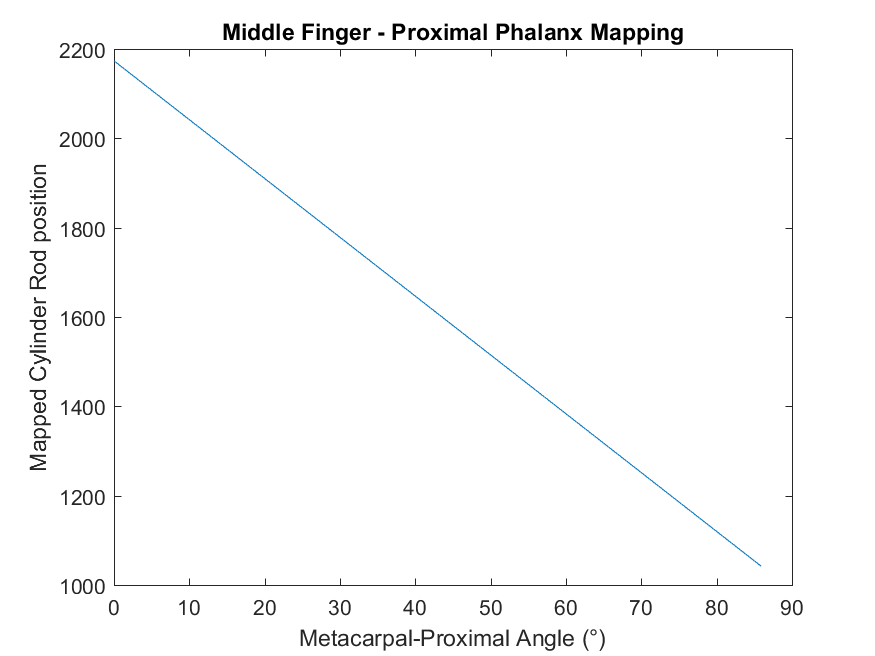 Middle Finger - Proximal Phalanx Mapping
2200
2000
1800
1600
1400
1200
1000
Mapped Cylinder Rod position
0 10 20 30 40 50 60 70 80 90
Metacarpal-Proximal Angle (°)